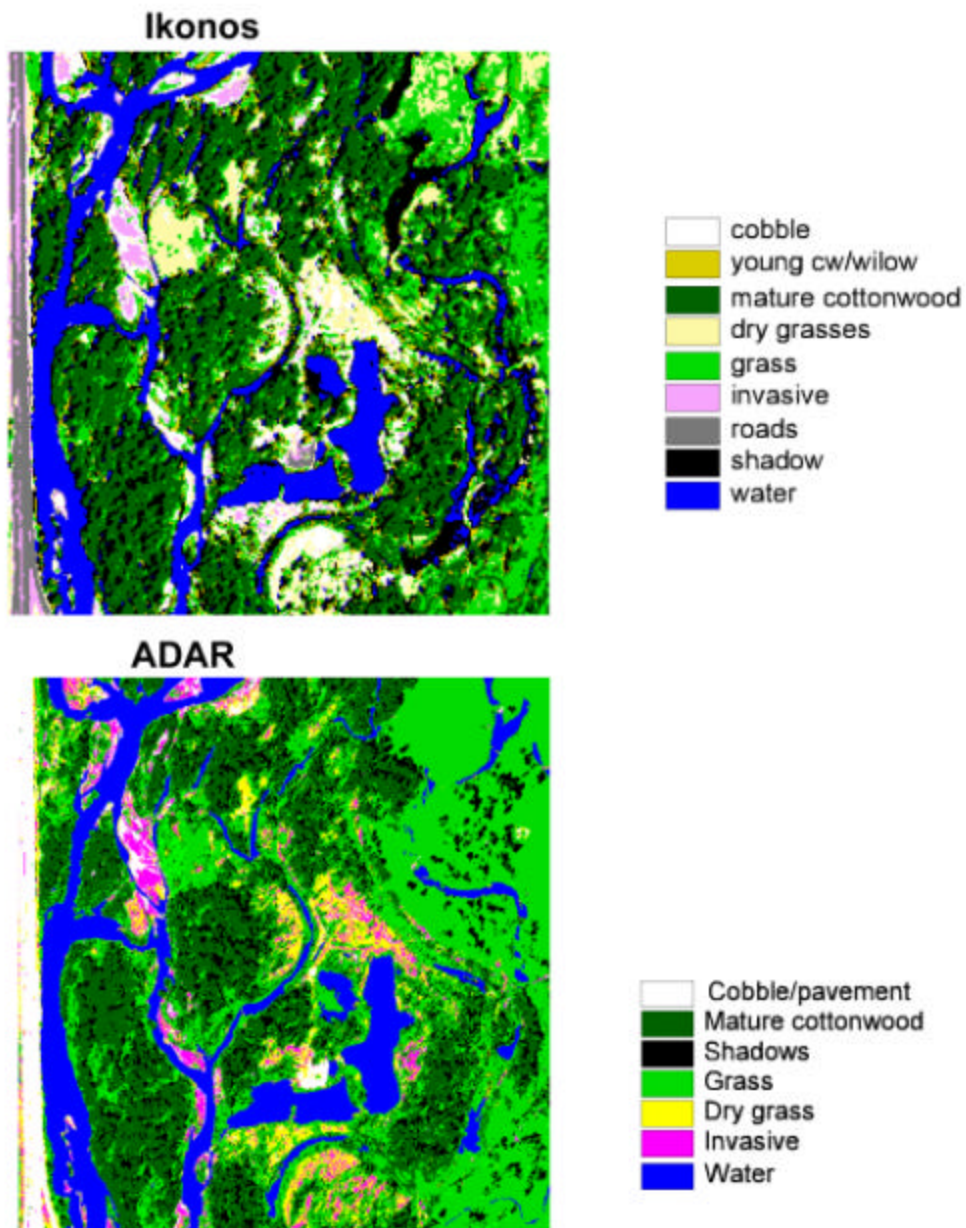 Ikonos
cobble
young cw/wilow
mature cottonwood
dry grasses
grass
invasive
roads
shadow
water
ADAR
Cobble/pavement
Mature cottonwood
Shadows
Grass
Dry grass
Invasive
Water